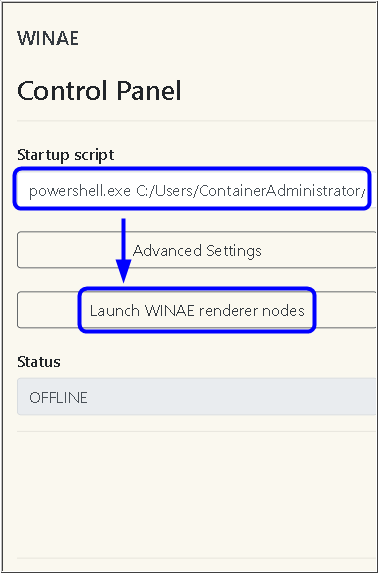 WINAE
Control Panel
Startup script
powershell.exe C:/Users/ContainerAdministrator/
Advanced Settings
Launch WINAE renderer nodes
Status
OFFLINE